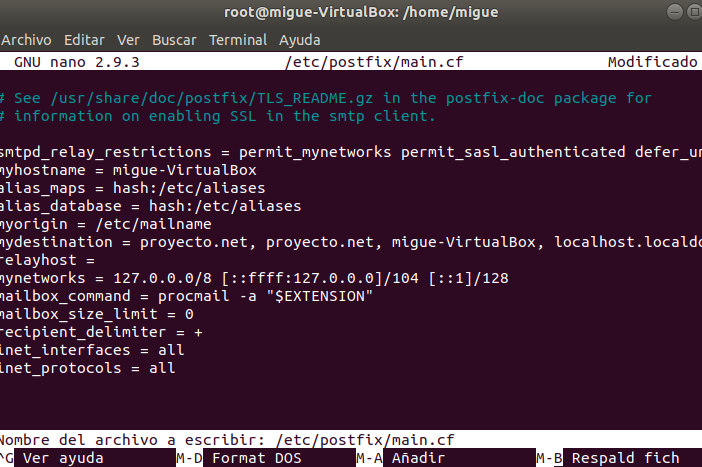 root@migue-VirtualBox: /home/migue
Archivo Editar Ver Buscar Terminal Ayuda
GNU nano 2.9.3 /etc/postfix/main.cf Modificado
# See /usr/share/doc/postfix/TLS_README.gz in the postfix-doc package for
# information on enabling SSL in the smtp client.
smtpd_relay_restrictions = permit_mynetworks permit_sasl_authenticated defer_un
myhostname = migue-VirtualBox
alias_maps = hash:/etc/aliases
alias_database = hash:/etc/aliases
myorigin = /etc/mailname
mydestination = proyecto.net, proyecto.net, migue-VirtualBox, localhost.localdo
relayhost =
mynetworks = 127.0.0.0/8 [::ffff:127.0.0.0]/104 [::1]/128
mailbox_command = procmail -a "$EXTENSION"
mailbox_size_limit = 0
recipient_delimiter = +
inet_interfaces = all
inet_protocols = all
Nombre del archivo a escribir: /etc/postfix/main.cf
^G Ver ayuda M-D Format DOS M-A Añadir M-B Respald fich